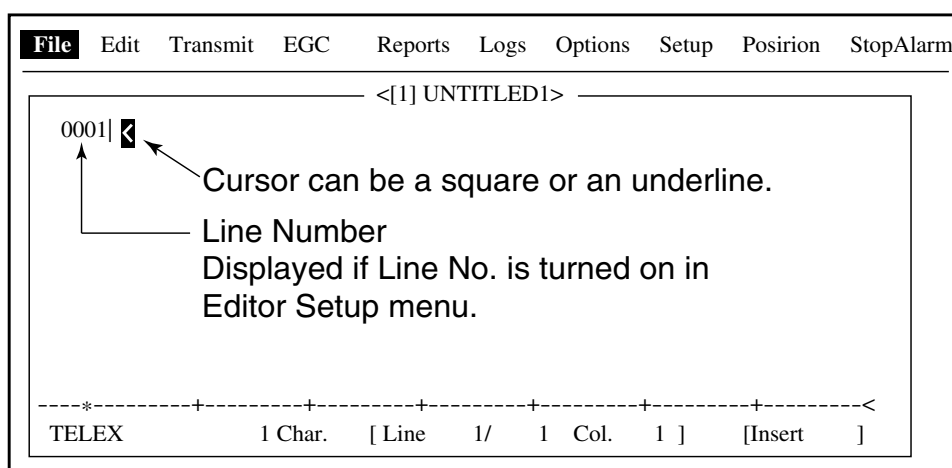 File Edit Transmit EGC Reports Logs Options Setup Posirion StopAlarm
<[1] UNTITLED1>
0001| <
Cursor can be a square or an underline.
Line Number
Displayed if Line No. is turned on in
Editor Setup menu.
----*---------+---------+---------+---------+---------+---------+---------<
TELEX 1 Char. [ Line 1/ 1 Col. 1 ] [Insert ]